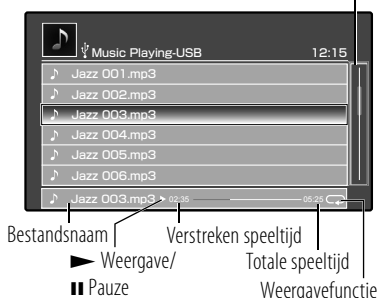 Music Playing-USB 12:15
Jazz 001.mp3
Jazz 002.mp3
Jazz 003.mp3
Jazz 004.mp3
Jazz 005.mp3
Jazz 006.mp3
Jazz 003.mp3 02:35 05:25
Bestandsnaam
Verstreken speeltijd
► Weergave/
Totale speeltijd
Pauze
Weergavefunctie